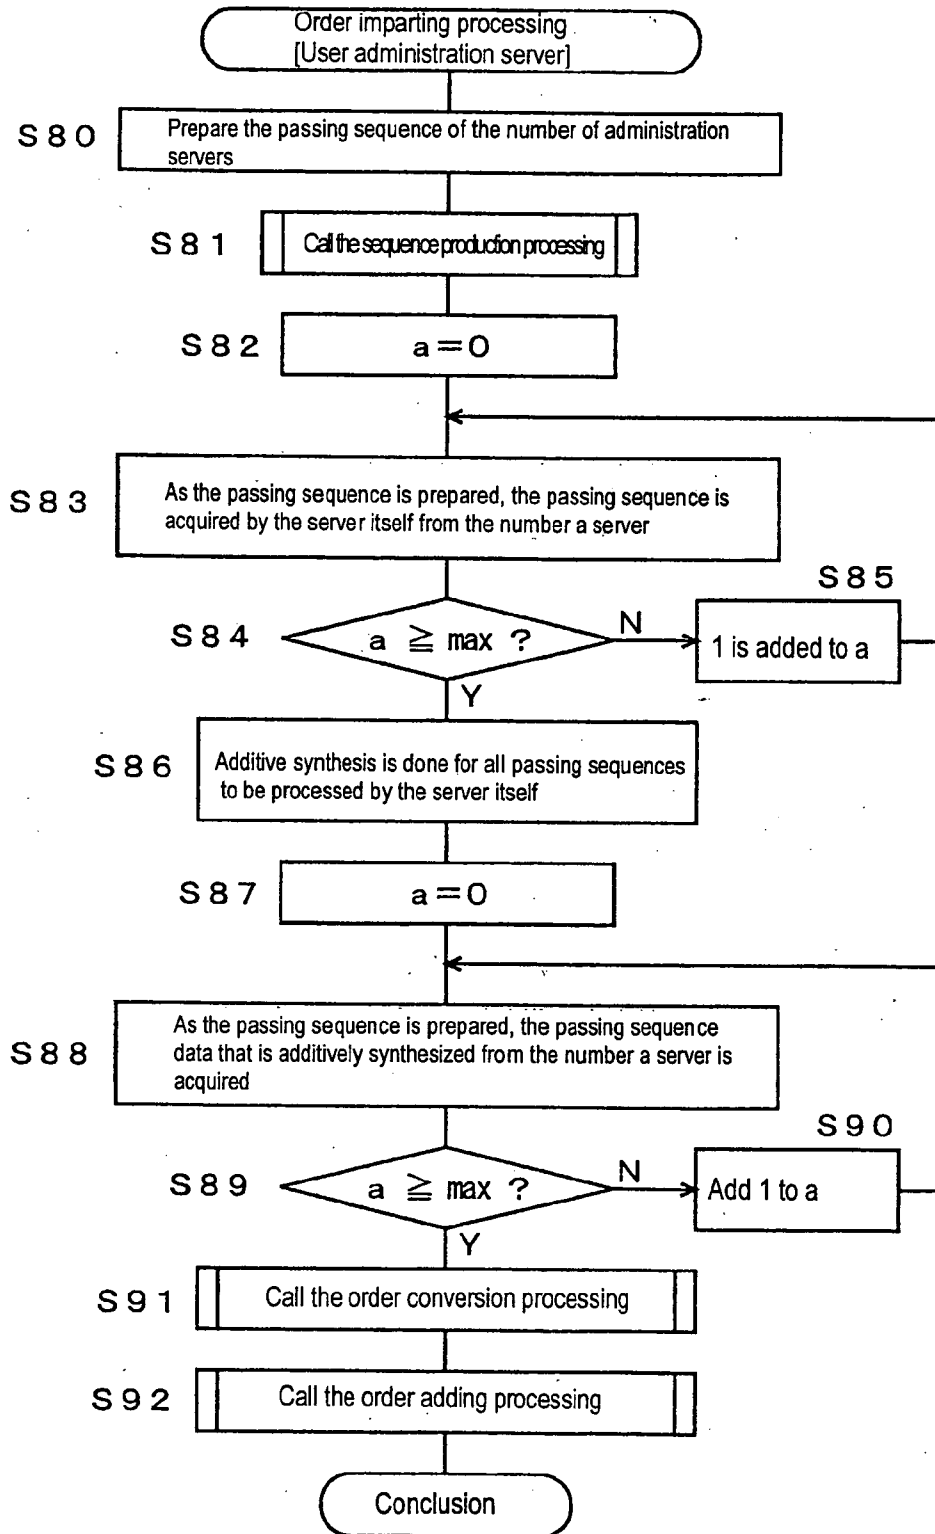 Order imparting processing
[User administration server]
S80
Prepare the passing sequence of the number of administration
servers
S81
Call the sequence production processing
S82
a=0
S83
As the passing sequence is prepared, the passing sequence is
acquired by the server itself from the number a server
S84
a ≧ max ?
N
S85
1 is added to a
Y
S86
Additive synthesis is done for all passing sequences
to be processed by the server itself
S87
a=0
S88
As the passing sequence is prepared, the passing sequence
data that is additively synthesized from the number a server is
acquired
S89
a ≧ max ?
N
S90
Add 1 to a
Y
S91
Call the order conversion processing
S92
Call the order adding processing
Conclusion